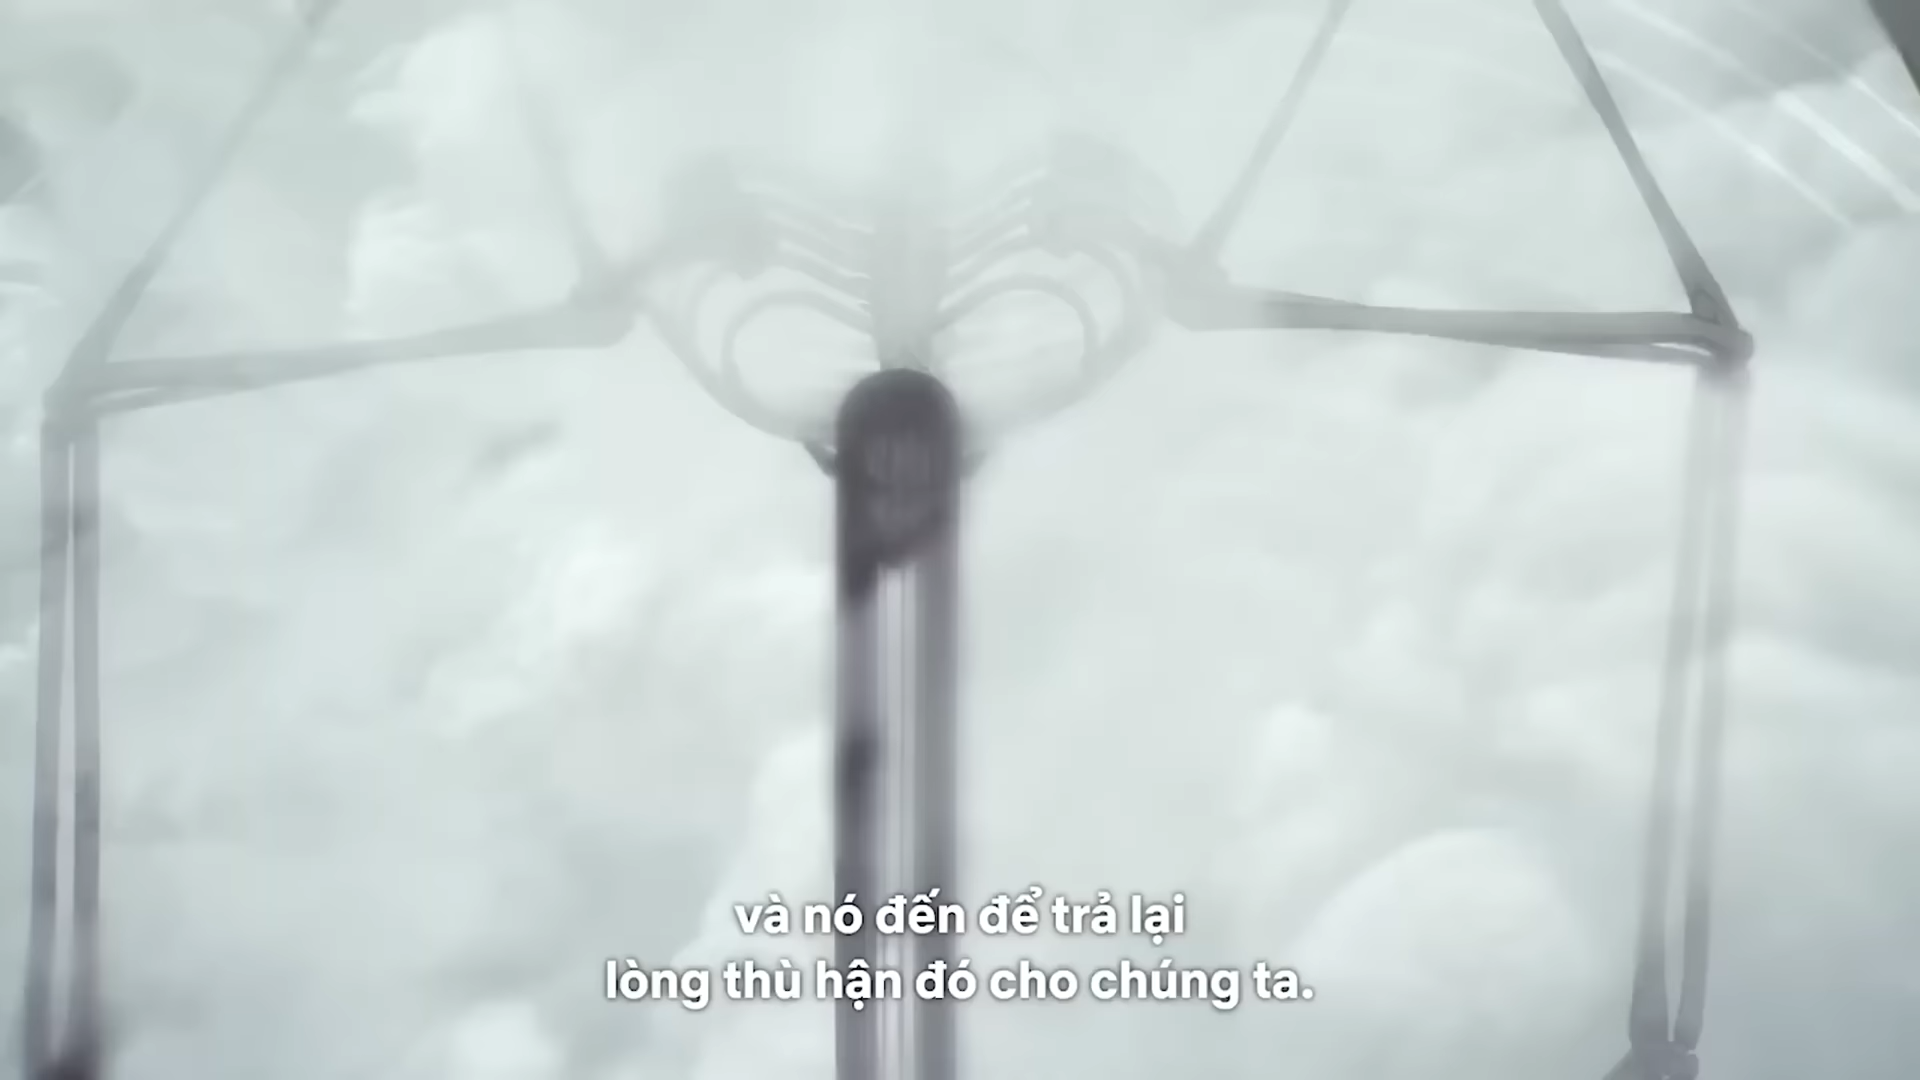 và nó đến để trả lại
lòng thù hận đó cho chúng ta.